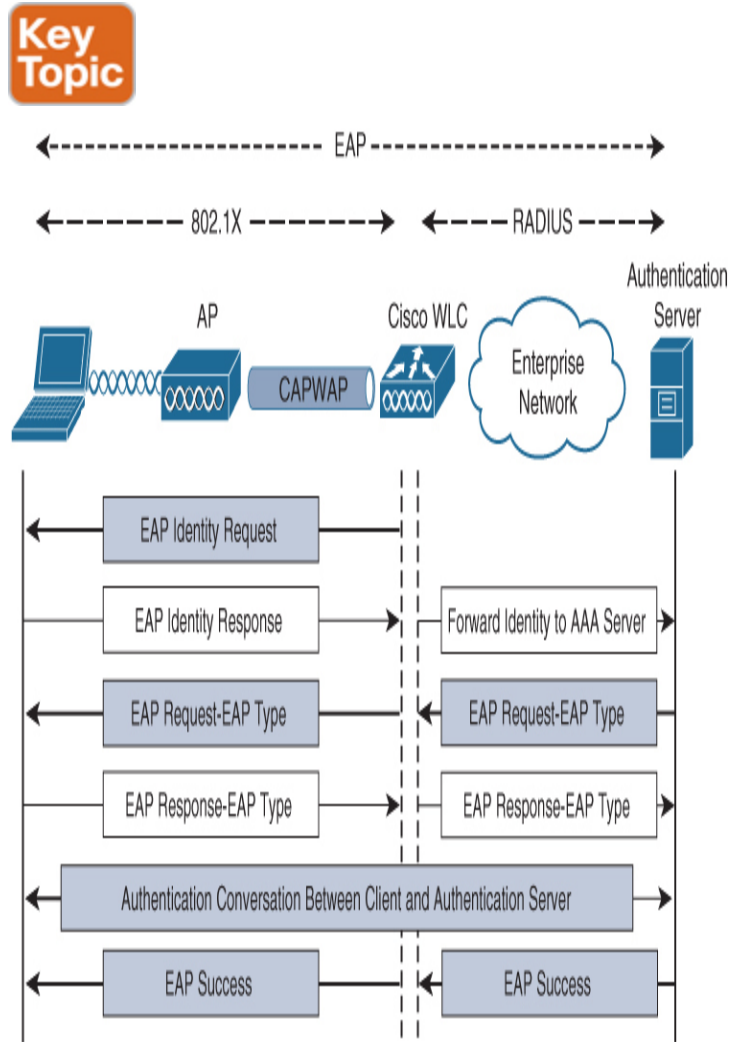 Key
Topic
EAP
802.1X
RADIUS
Authentication
Server
AP
Cisco WLC
CAPWAP
Enterprise
Network
EAP Identity Request
EAP Identity Response
Forward Identity to AAA Server
EAP Request-EAP Type
EAP Request-EAP Type
EAP Response-EAP Type
EAP Response-EAP Type
Authentication Conversation Between Client and Authentication Server
EAP Success
EAP Success